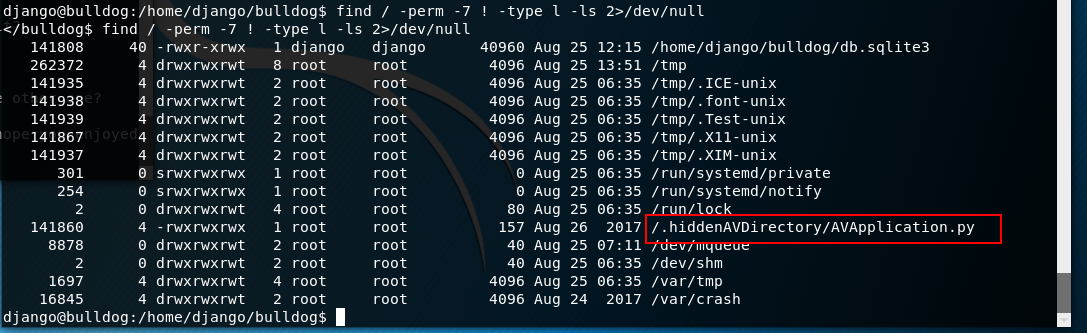 django@bulldog:/home/django/bulldog$ find / -perm -7 ! -type l -ls 2>/dev/null
-</bulldog$ find / -perm -7 ! -type l -ls 2>/dev/null
141808 40 -rwxr-xrwx 1 django django 40960 Aug 25 12:15 /home/django/bulldog/db.sqlite3
262372 4 drwxrwxrwt 8 root root 4096 Aug 25 13:51 /tmp
141935 4 drwxrwxrwt 2 root root 4096 Aug 25 06:35 /tmp/.ICE-unix
141938 4 drwxrwxrwt 2 root root 4096 Aug 25 06:35 /tmp/.font-unix
141939 4 drwxrwxrwt 2 root root 4096 Aug 25 06:35 /tmp/.Test-unix
141867 4 drwxrwxrwt 2 root root 4096 Aug 25 06:35 /tmp/.X11-unix
141937 4 drwxrwxrwt 2 root root 4096 Aug 25 06:35 /tmp/.XIM-unix
301 0 srwxrwxrwx 1 root root 0 Aug 25 06:35 /run/systemd/private
254 0 srwxrwxrwx 1 root root 0 Aug 25 06:35 /run/systemd/notify
2 0 drwxrwxrwt 4 root root 80 Aug 25 06:35 /run/lock
141860 4 -rwxrwxrwx 1 root root 157 Aug 26 2017 /.hiddenAVDirectory/AVApplication.py
8878 0 drwxrwxrwt 2 root root 40 Aug 25 07:11 /dev/mqueue
2 0 drwxrwxrwt 2 root root 40 Aug 25 06:35 /dev/shm
1697 4 drwxrwxrwt 4 root root 4096 Aug 25 06:35 /var/tmp
16845 4 drwxrwxrwt 2 root root 4096 Aug 24 2017 /var/crash
django@bulldog:/home/django/bulldog$